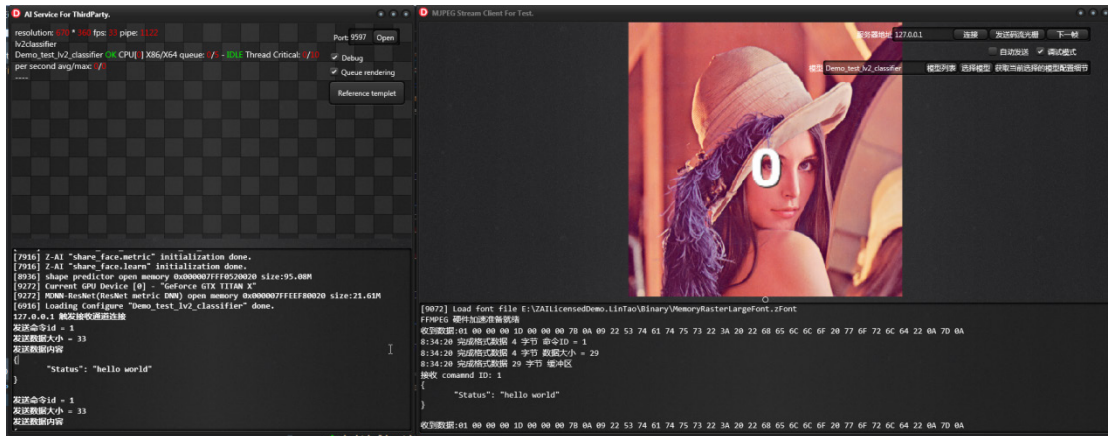 AI Service For ThirdParty.
resolution: 670 * 360 fps: 33 pipe: 1122
lv2classifier
Demo_test_lv2_classifier OK CPU[] X86/X64 queue: 0/5 - IDLE Thread Critical: 0/10
per second avg/max: 0/0
----
Port: 9597 Open
Debug
Queue rendering
Reference templet
[7916] Z-AI "share_face.metric" initialization done.
[7916] Z-AI "share_face.learn" initialization done.
[8936] shape predictor open memory 0x000007FFF0520020 size:95.08M
[9272] Current GPU Device [0] - "GeForce GTX TITAN X"
[9272] MDNN-ResNet(ResNet metric DNN) open memory 0x000007FFEEF80020 size:21.61M
[6916] Loading Configure "Demo_test_lv2_classifier" done.
127.0.0.1 触发接收通道连接
发送命令id = 1
发送数据大小 = 33
发送数据内容
{
"Status": "hello world"
}
发送命令id = 1
发送数据大小 = 33
发送数据内容
MJPEG Stream Client For Test.
服务器地址 127.0.0.1 连接 发送码流光栅 下一帧
自动发送 调试模式
模型 Demo_test_lv2_classifier 模型列表 选择模型 获取当前选择的模型配置细节
0
[9072] Load font file E:\ZAILicensedDemo.LinTao\Binary\MemoryRasterLargeFont.zFont
FFMPEG 硬件加速准备就绪
收到数据:01 00 00 00 1D 00 00 00 78 0A 09 22 53 74 61 74 75 73 22 3A 20 22 68 65 6C 6C 6F 20 77 6F 72 6C 64 22 0A 7D 0A
8:34:20 完成格式数据 4 字节 命令ID = 1
8:34:20 完成格式数据 4 字节 数据大小 = 29
8:34:20 完成格式数据 29 字节 缓冲区
接收 comamnd ID: 1
{
"Status": "hello world"
}
收到数据:01 00 00 00 1D 00 00 00 78 0A 09 22 53 74 61 74 75 73 22 3A 20 22 68 65 6C 6C 6F 20 77 6F 72 6C 64 22 0A 7D 0A